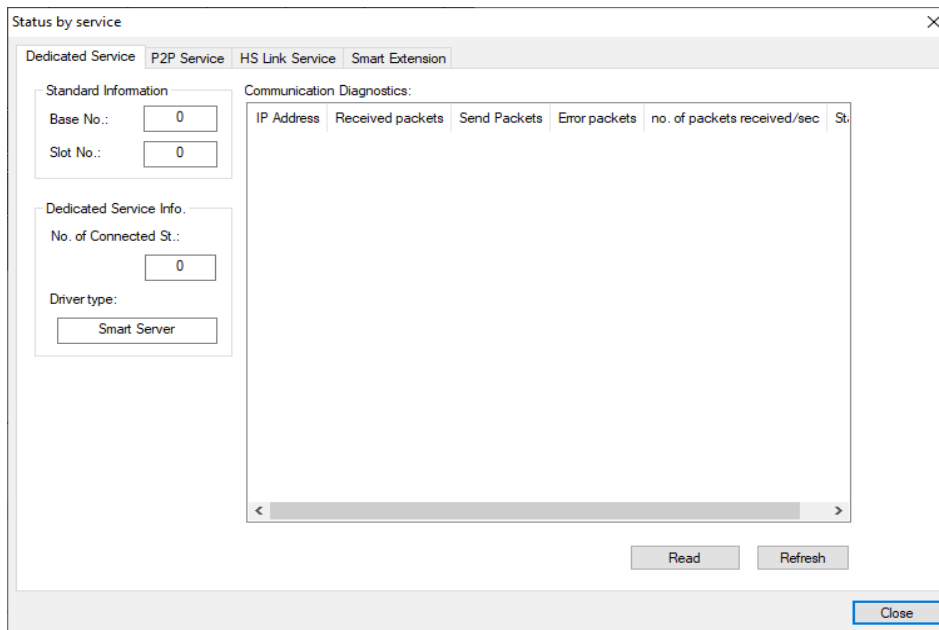 Status by service
Dedicated Service P2P Service HS Link Service Smart Extension
Standard Information
Base No.: 0
Slot No.: 0
Dedicated Service Info.
No. of Connected St.:
0
Driver type:
Smart Server
Communication Diagnostics:
IP Address Received packets Send Packets Error packets no. of packets received/sec
Read Refresh
Close